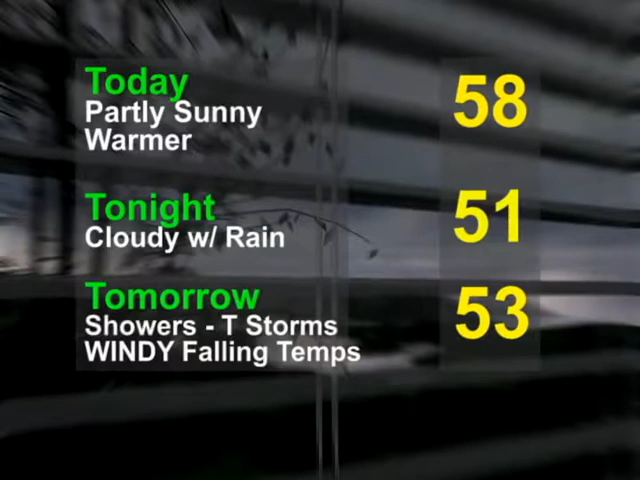 Today
Partly Sunny
Warmer
58
Tonight
Cloudy w/ Rain
51
Tomorrow
Showers - T Storms
WINDY Falling Temps
53